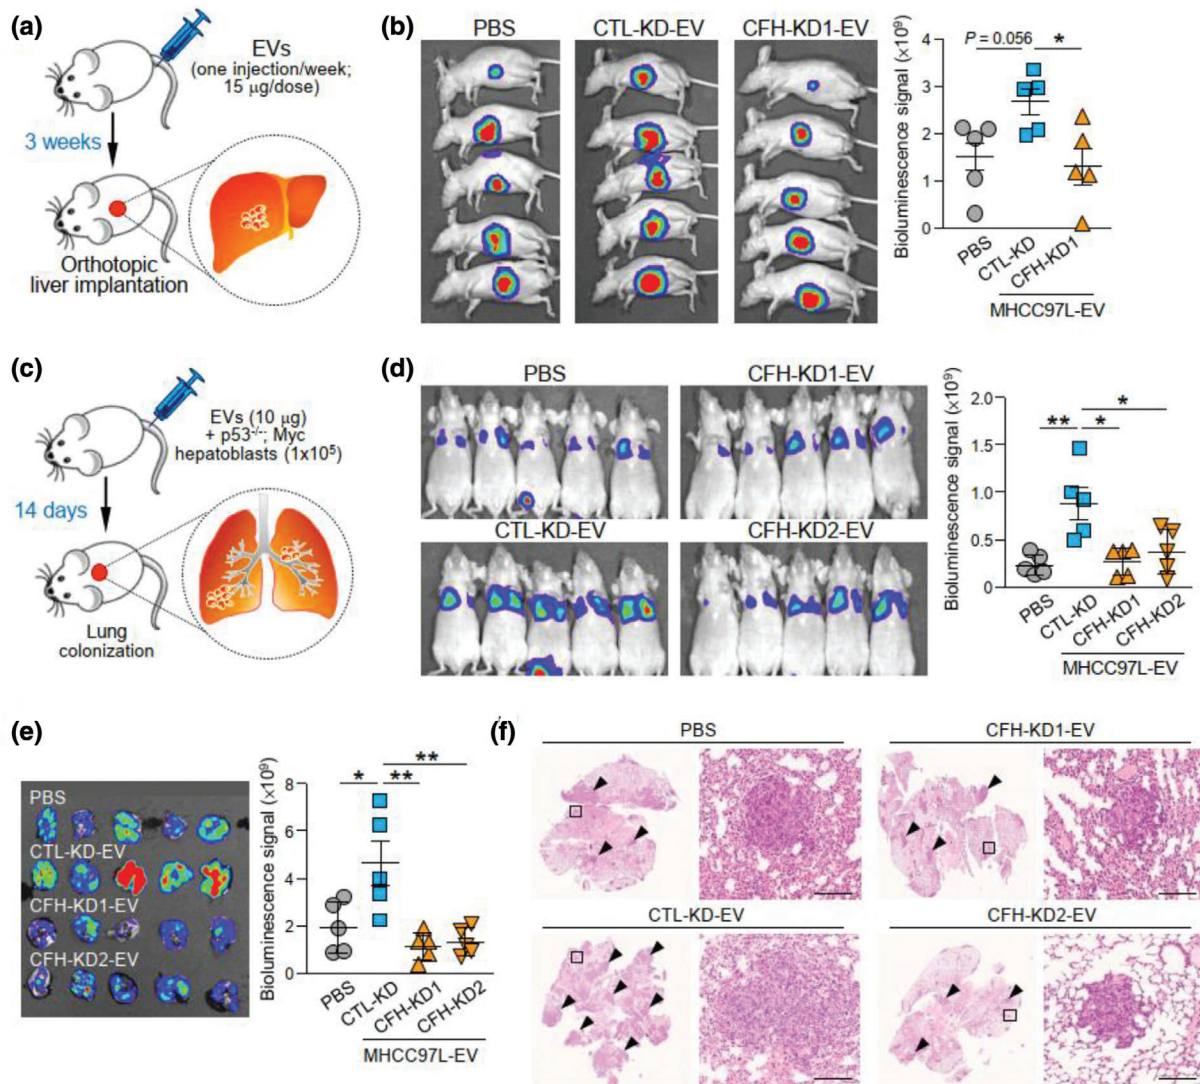 (a)
EVs
(one injection/week;
15 µg/dose)
3 weeks
Orthotopic
liver implantation
(b)
PBS
CTL-KD-EV
CFH-KD1-EV
Bioluminescence signal (×10⁹)
4
3
2
1
0
P = 0.056
*
PBS
CTL-KD
CFH-KD1
MHCC97L-EV
(c)
EVs (10 µg)
+ p53⁻/⁻; Myc
hepatoblasts (1x10⁵)
14 days
Lung
colonization
(d)
PBS
CFH-KD1-EV
CTL-KD-EV
CFH-KD2-EV
Bioluminescence signal (×10⁹)
2.0
1.5
1.0
0.5
0
*
**
*
PBS
CTL-KD
CFH-KD1
CFH-KD2
MHCC97L-EV
(e)
PBS
CTL-KD-EV
CFH-KD1-EV
CFH-KD2-EV
Bioluminescence signal (×10⁹)
8
6
4
2
0
**
*
**
PBS
CTL-KD
CFH-KD1
CFH-KD2
MHCC97L-EV
(f)
PBS
CFH-KD1-EV
CTL-KD-EV
CFH-KD2-EV